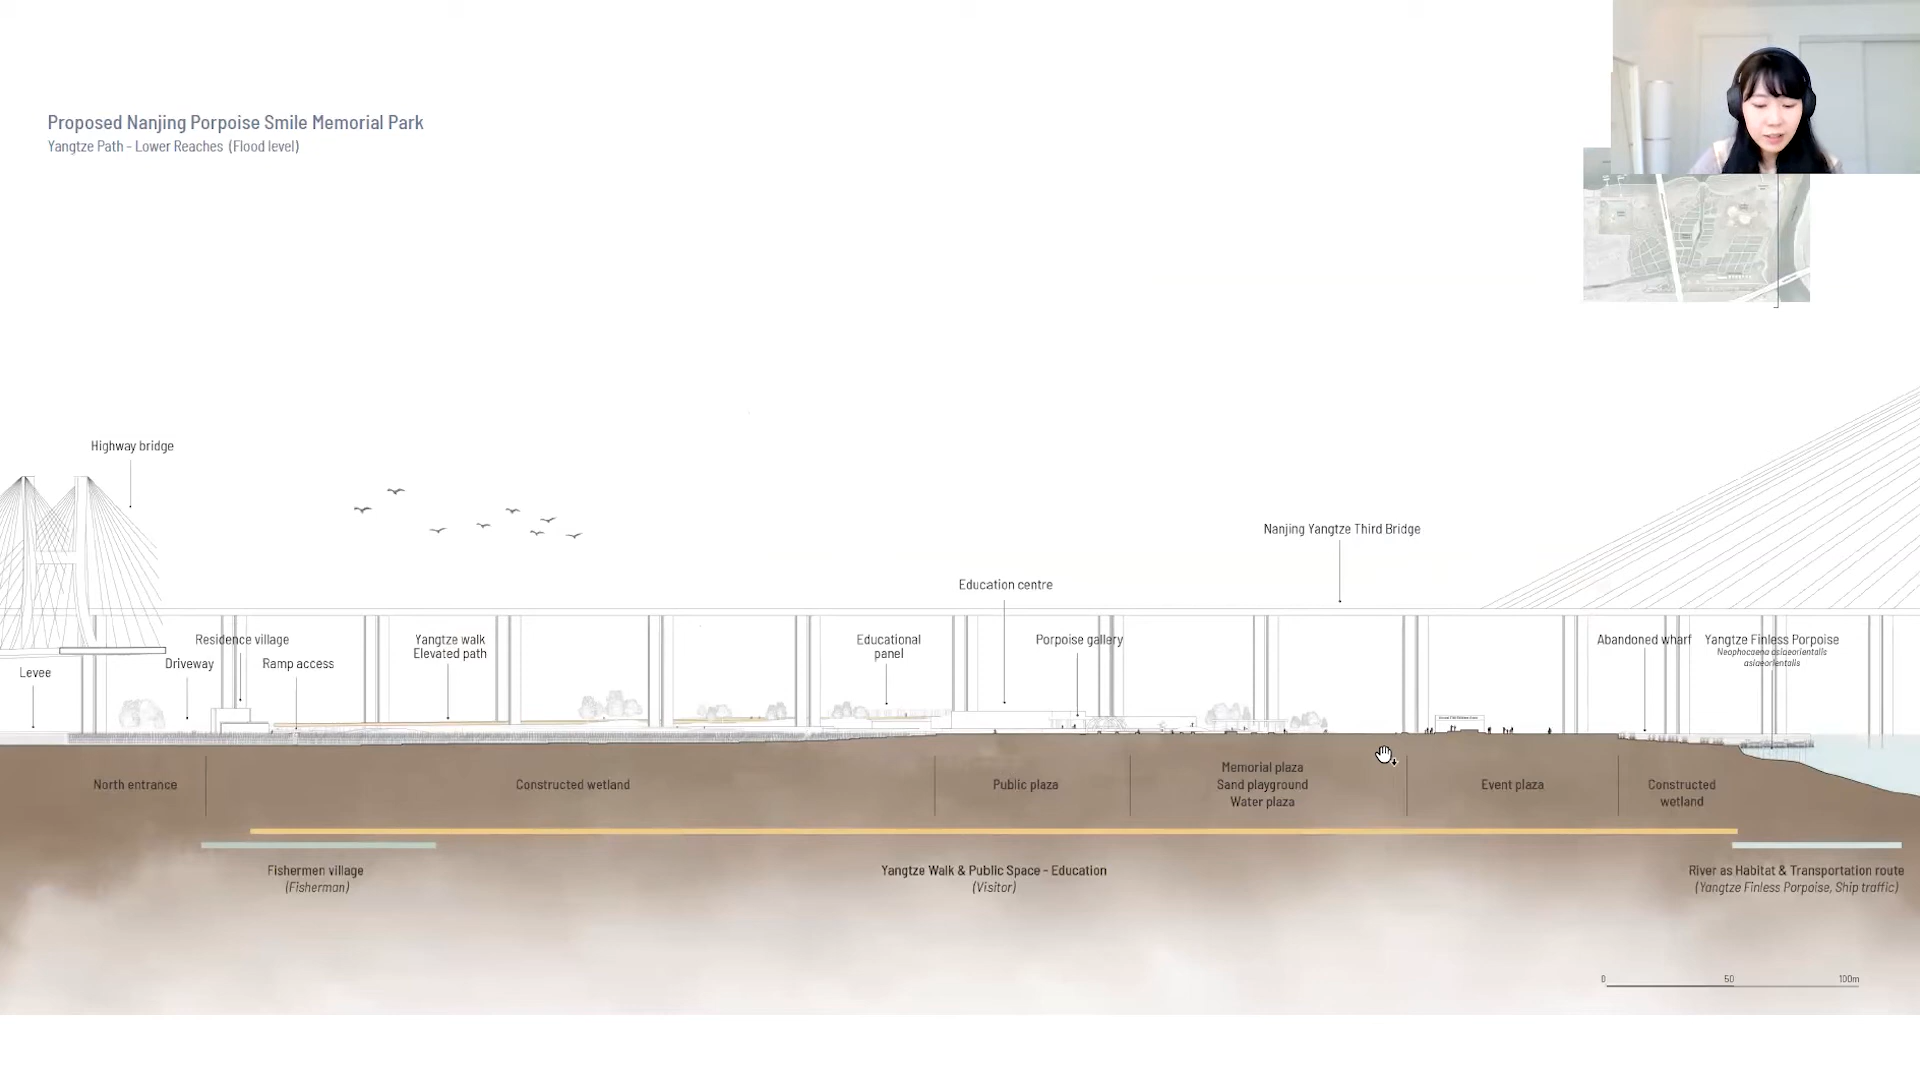 Proposed Nanjing Porpoise Smile Memorial Park
Yangtze Path - Lower Reaches (Flood level)
Highway bridge
Nanjing Yangtze Third Bridge
Education centre
Residence village
Yangtze walk
Elevated path
Educational
panel
Porpoise gallery
Abandoned wharf
Yangtze Finless Porpoise
Neophocaena asiaeorientalis
asiaeorientalis
Levee
Driveway
Ramp access
North entrance
Constructed wetland
Public plaza
Memorial plaza
Sand playground
Water plaza
Event plaza
Constructed
wetland
Fishermen village
(Fisherman)
Yangtze Walk & Public Space - Education
(Visitor)
River as Habitat & Transportation route
(Yangtze Finless Porpoise, Ship traffic)
0 50 100m